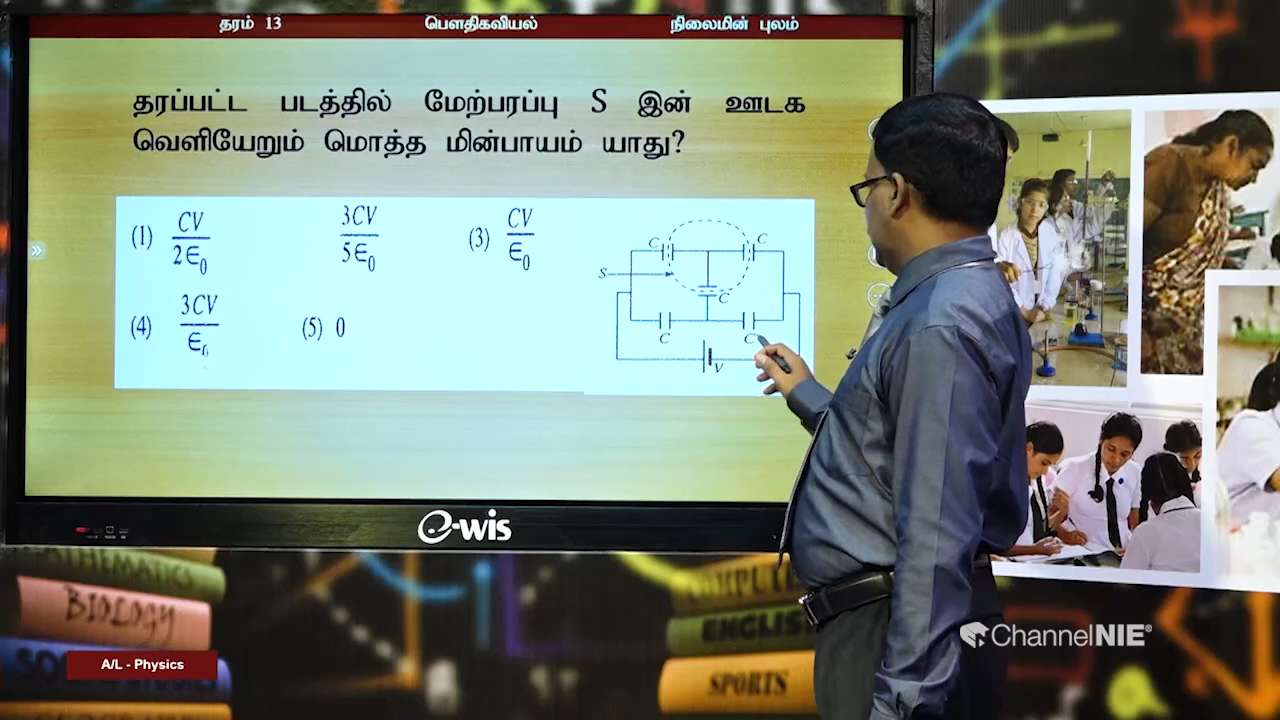 தரம் 13 பௌதிகவியல் நிலைமின் புலம்
தரப்பட்ட படத்தில் மேற்பரப்பு S இன் ஊடக
வெளியேறும் மொத்த மின்பாயம் யாது?
(1) CV/2∈0 3CV/5∈0 (3) CV/∈0
(4) 3CV/∈0 (5) 0
C C
S
C
C C
V
e-wis
MATHEMATICS
BIOLOGY
A/L - Physics
ENGLISH
SPORTS
ChannelNIE®